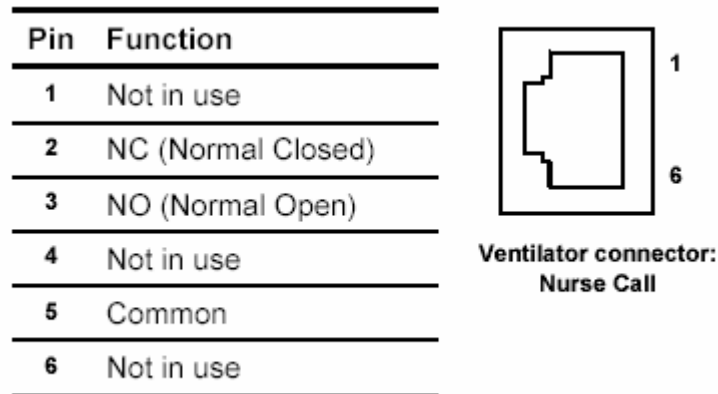 Pin Function
1 Not in use
2 NC (Normal Closed)
3 NO (Normal Open)
4 Not in use
5 Common
6 Not in use
1
6
Ventilator connector:
Nurse Call